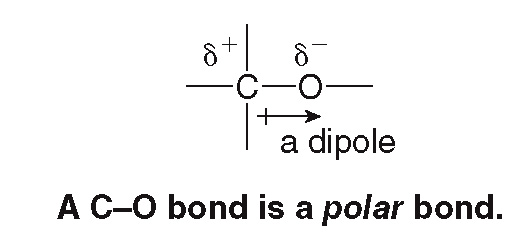 δ+ δ−
C O
a dipole
A C–O bond is a polar bond.